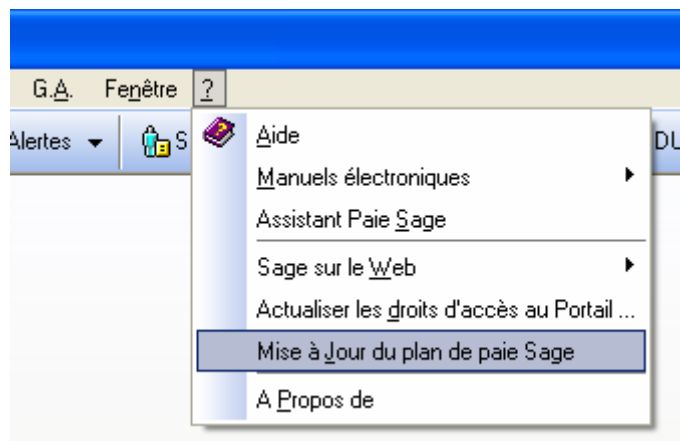 G.A. Fenêtre ?
Alertes S DU
Aide
Manuels électroniques
Assistant Paie Sage
Sage sur le Web
Actualiser les droits d'accès au Portail ...
Mise à Jour du plan de paie Sage
A Propos de